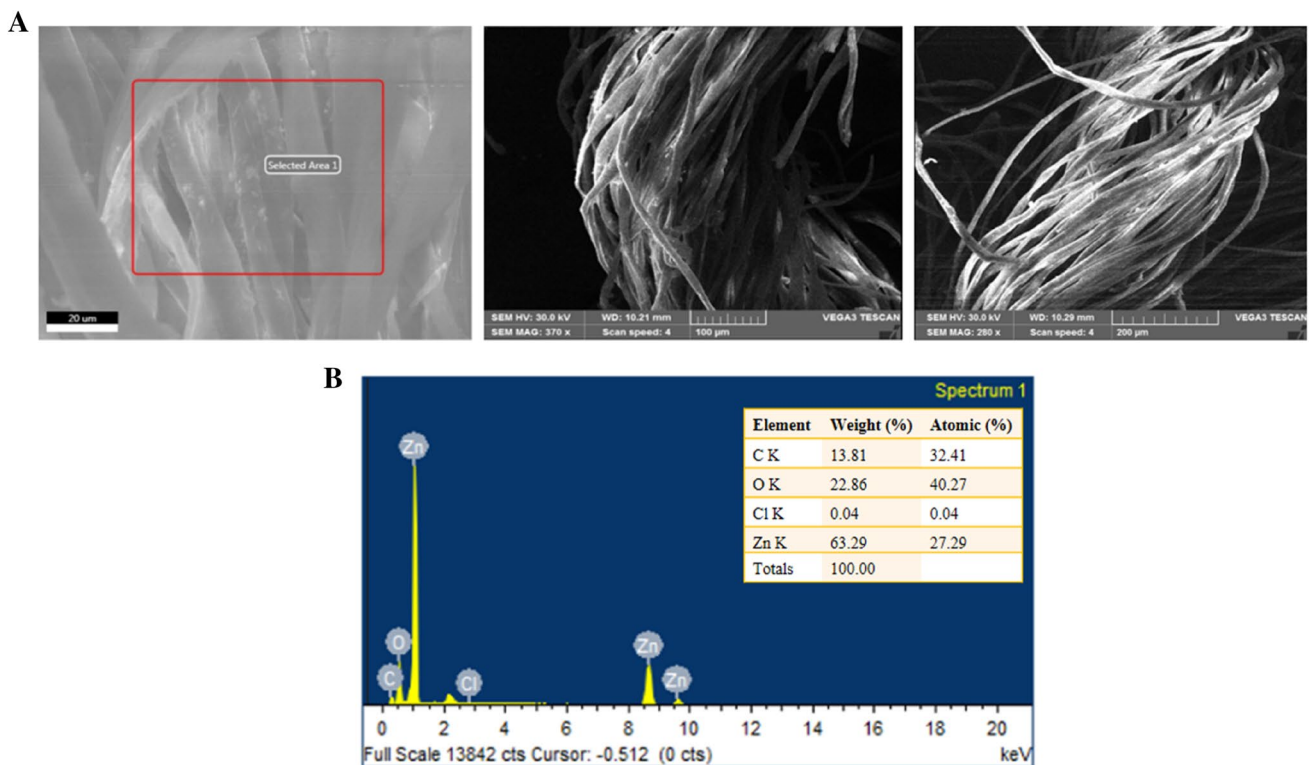 A
Selected Area 1
20 um
SEM HV: 30.0 kV WD: 10.21 mm VEGA3 TESCAN
SEM MAG: 370 x Scan speed: 4 100 µm
SEM HV: 30.0 kV WD: 10.29 mm VEGA3 TESCAN
SEM MAG: 280 x Scan speed: 4 200 µm
B
Spectrum 1
Element Weight (%) Atomic (%)
C K 13.81 32.41
O K 22.86 40.27
Cl K 0.04 0.04
Zn K 63.29 27.29
Totals 100.00
Zn
O
C
Cl
Zn
Zn
0 2 4 6 8 10 12 14 16 18 20
Full Scale 13842 cts Cursor: -0.512 (0 cts) keV